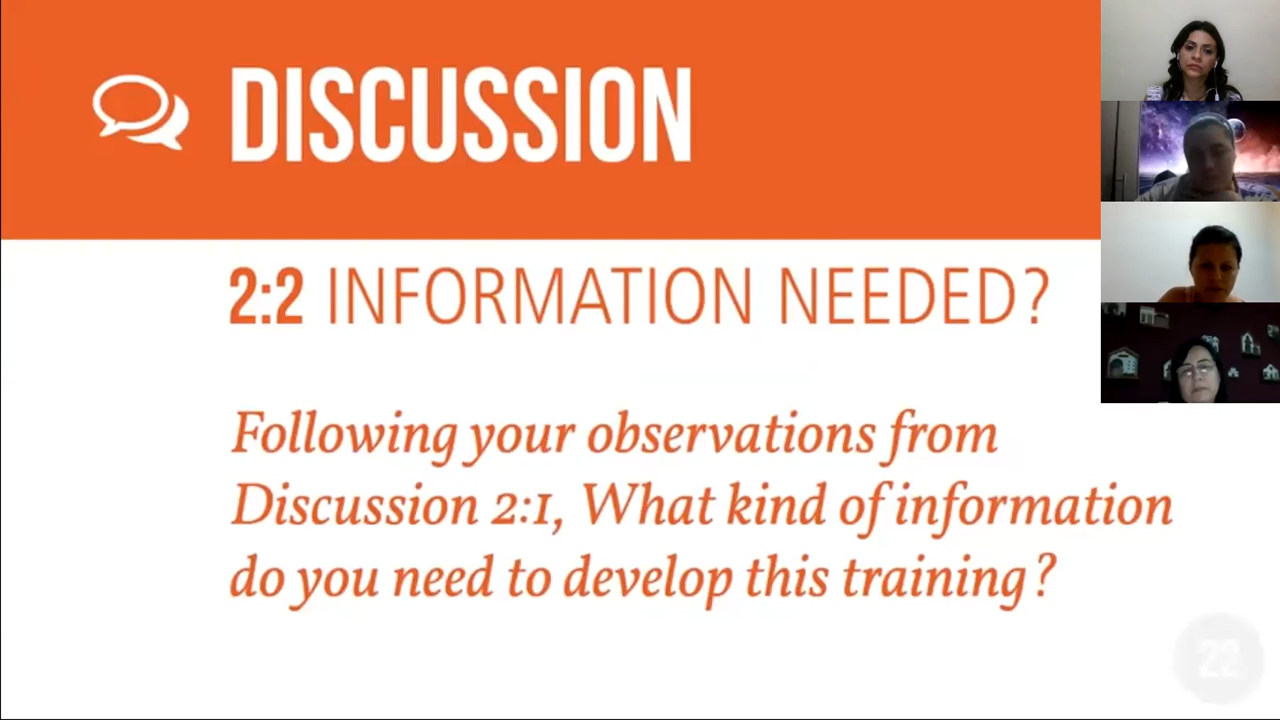 DISCUSSION
2:2 INFORMATION NEEDED?
Following your observations from
Discussion 2:1, What kind of information
do you need to develop this training?
22